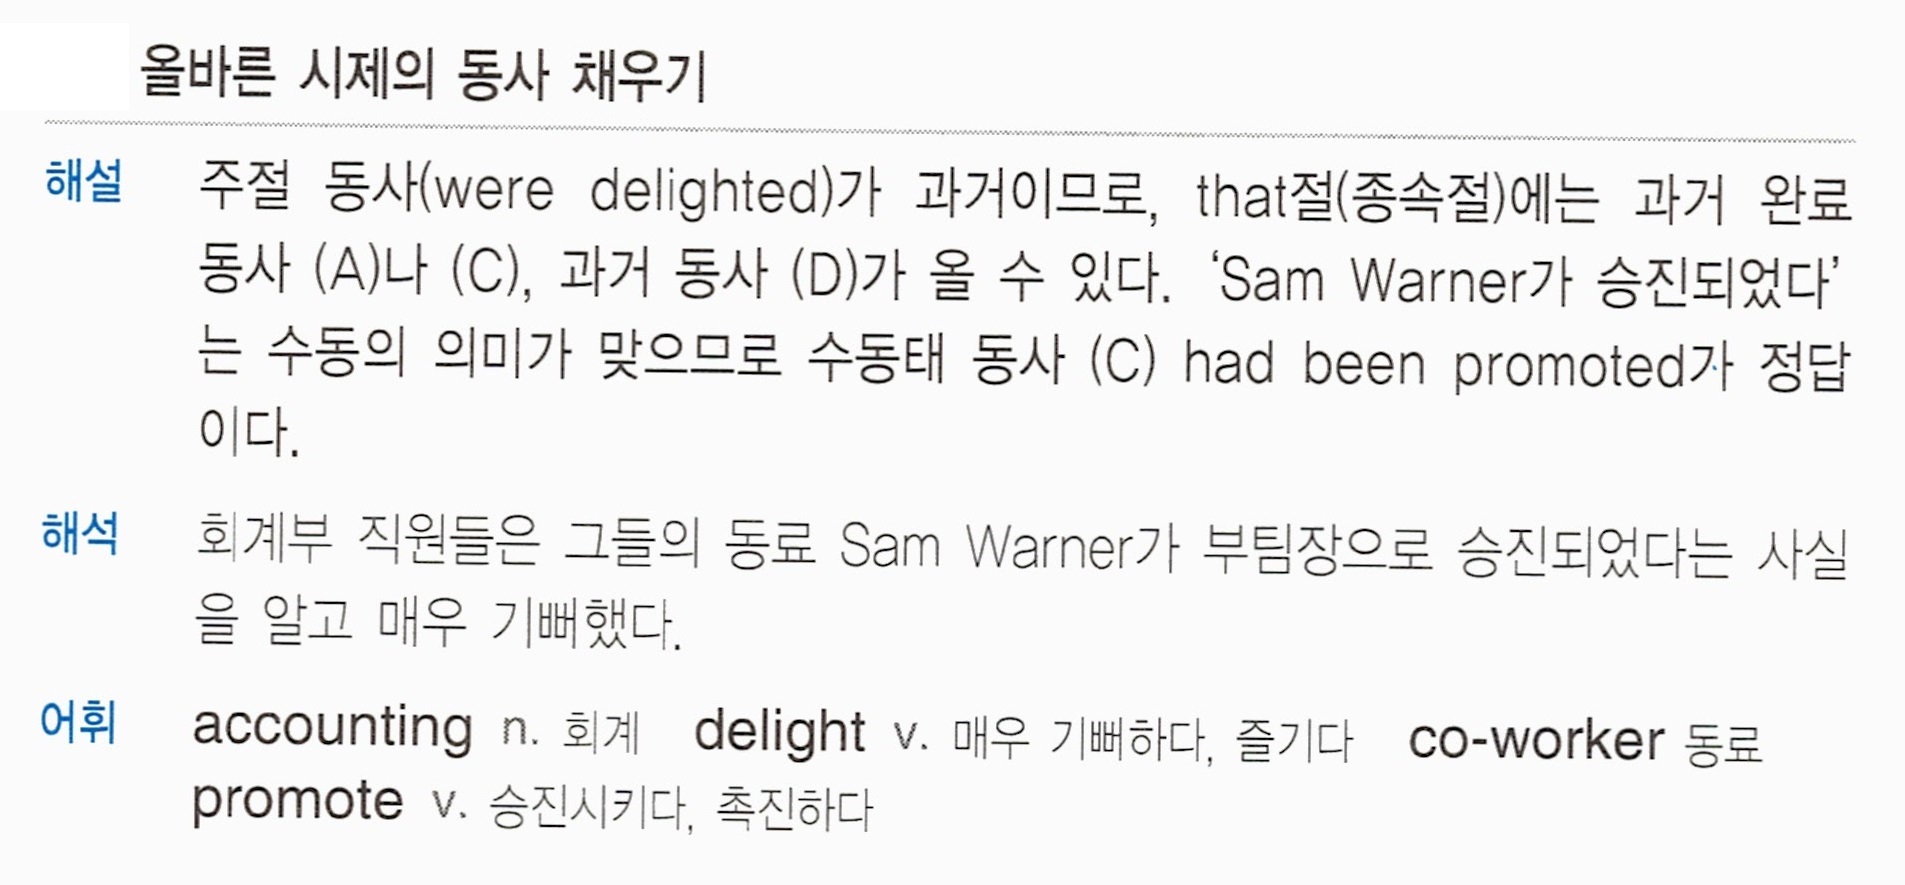 올바른 시제의 동사 채우기
해설 주절 동사(were delighted)가 과거이므로, that절(종속절)에는 과거 완료
동사 (A)나 (C), 과거 동사 (D)가 올 수 있다. ‘Sam Warner가 승진되었다’
는 수동의 의미가 맞으므로 수동태 동사 (C) had been promoted가 정답
이다.
해석 회계부 직원들은 그들의 동료 Sam Warner가 부팀장으로 승진되었다는 사실
을 알고 매우 기뻐했다.
어휘 accounting n. 회계 delight v. 매우 기뻐하다, 즐기다 co-worker 동료
promote v. 승진시키다, 촉진하다